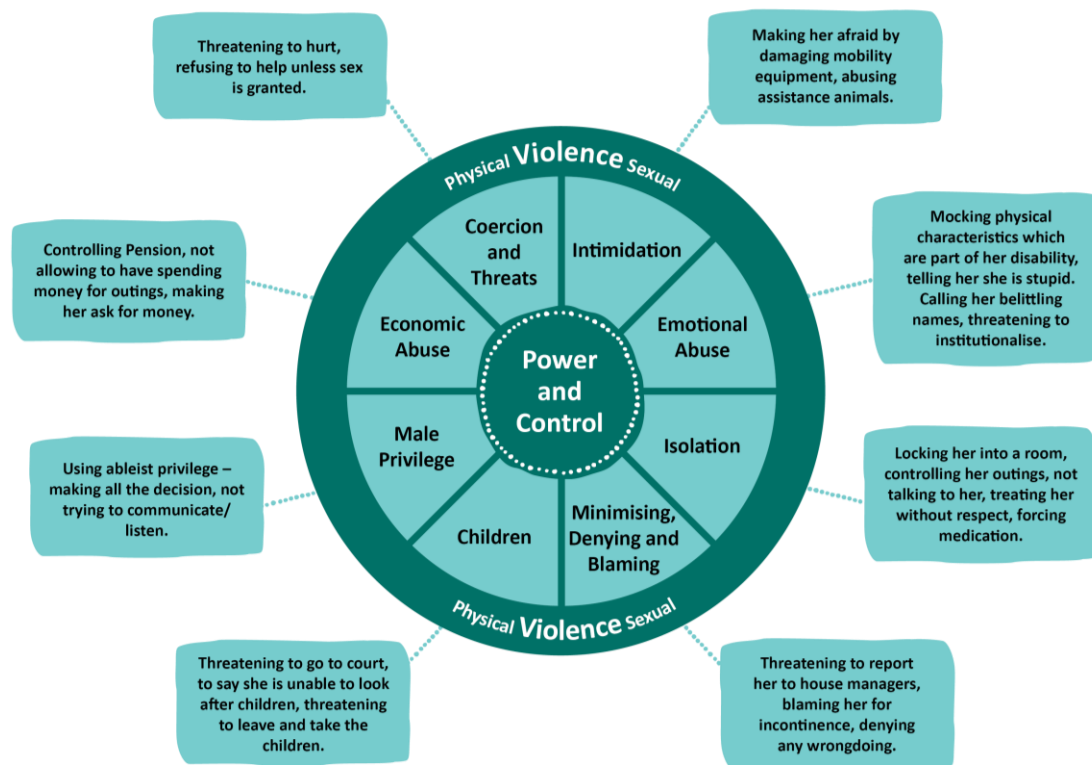 Threatening to hurt,
refusing to help unless sex
is granted.
Making her afraid by
damaging mobility
equipment, abusing
assistance animals.
Physical Violence Sexual
Coercion
and
Threats
Intimidation
Controlling Pension, not
allowing to have spending
money for outings, making
her ask for money.
Mocking physical
characteristics which
are part of her disability,
telling her she is stupid.
Calling her belittling
names, threatening to
institutionalise.
Economic
Abuse
Emotional
Abuse
Power
and
Control
Male
Privilege
Isolation
Using ableist privilege –
making all the decision, not
trying to communicate/
listen.
Locking her into a room,
controlling her outings, not
talking to her, treating her
without respect, forcing
medication.
Children
Minimising,
Denying and
Blaming
Physical Violence Sexual
Threatening to go to court,
to say she is unable to look
after children, threatening
to leave and take the
children.
Threatening to report
her to house managers,
blaming her for
incontinence, denying
any wrongdoing.